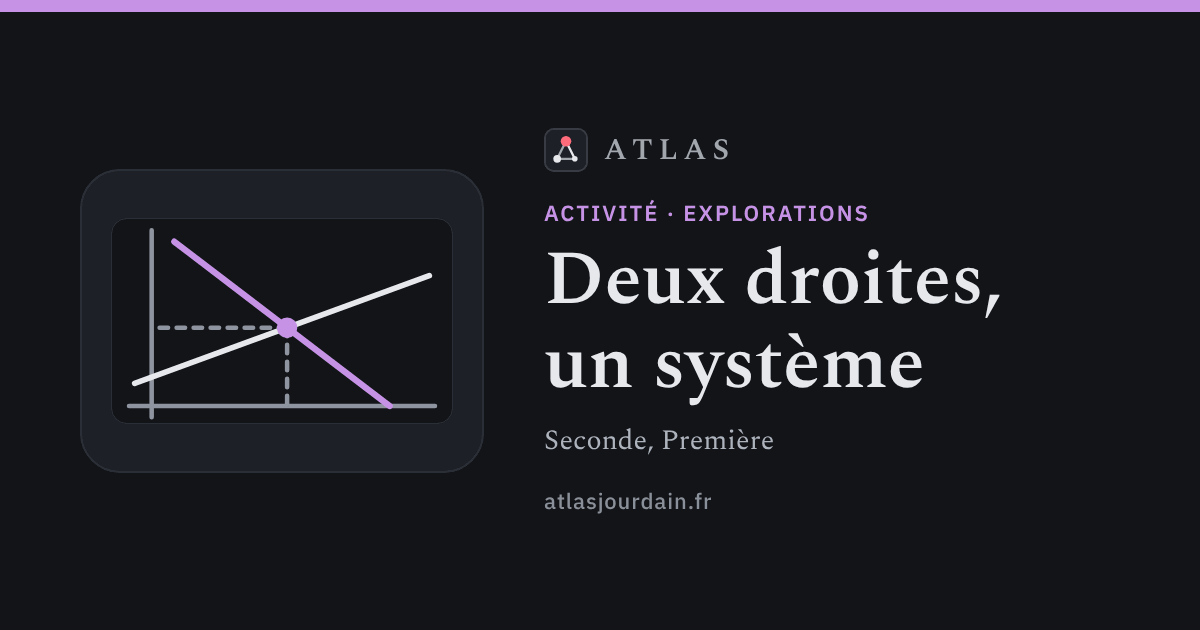 ATLAS
ACTIVITÉ · EXPLORATIONS
Deux droites,
un système
Seconde, Première
atlasjourdain.fr